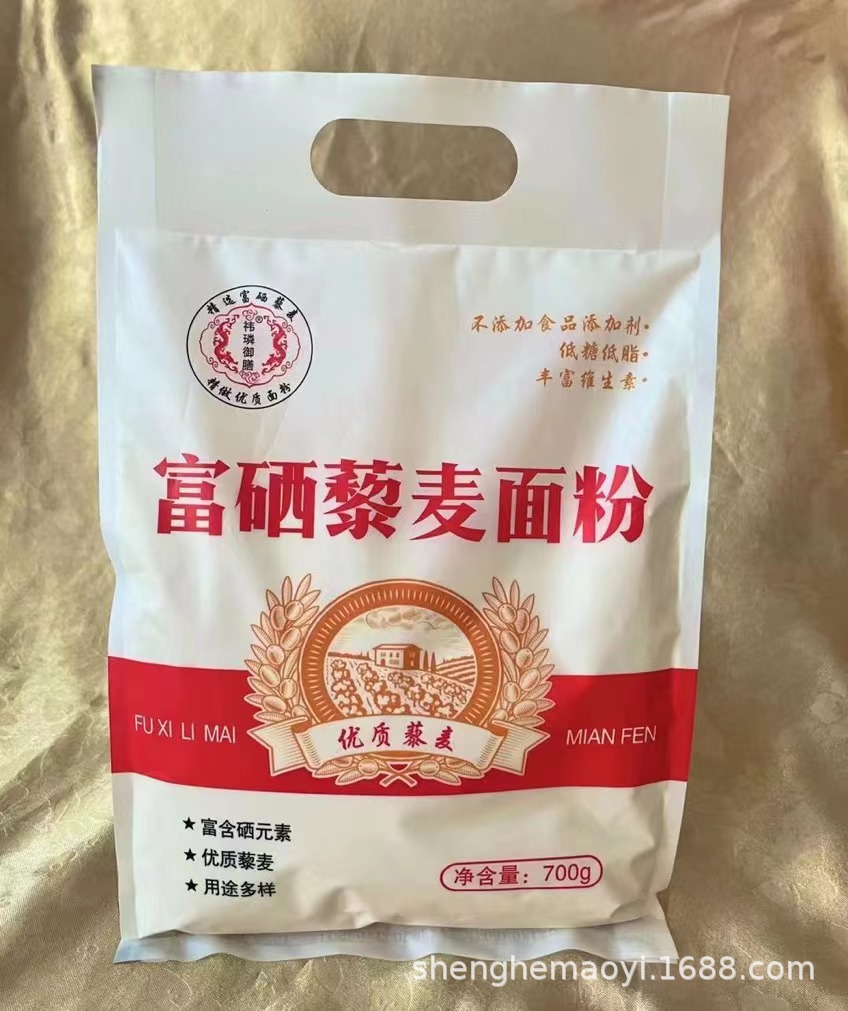 精选富硒藜麦
祎璘御膳®
精做优质面粉
不添加食品添加剂•
低糖低脂•
丰富维生素•
富硒藜麦面粉
FU XI LI MAI
优质藜麦
MIAN FEN
★ 富含硒元素
★ 优质藜麦
★ 用途多样
净含量：700g
shenghemaoyi.1688.com